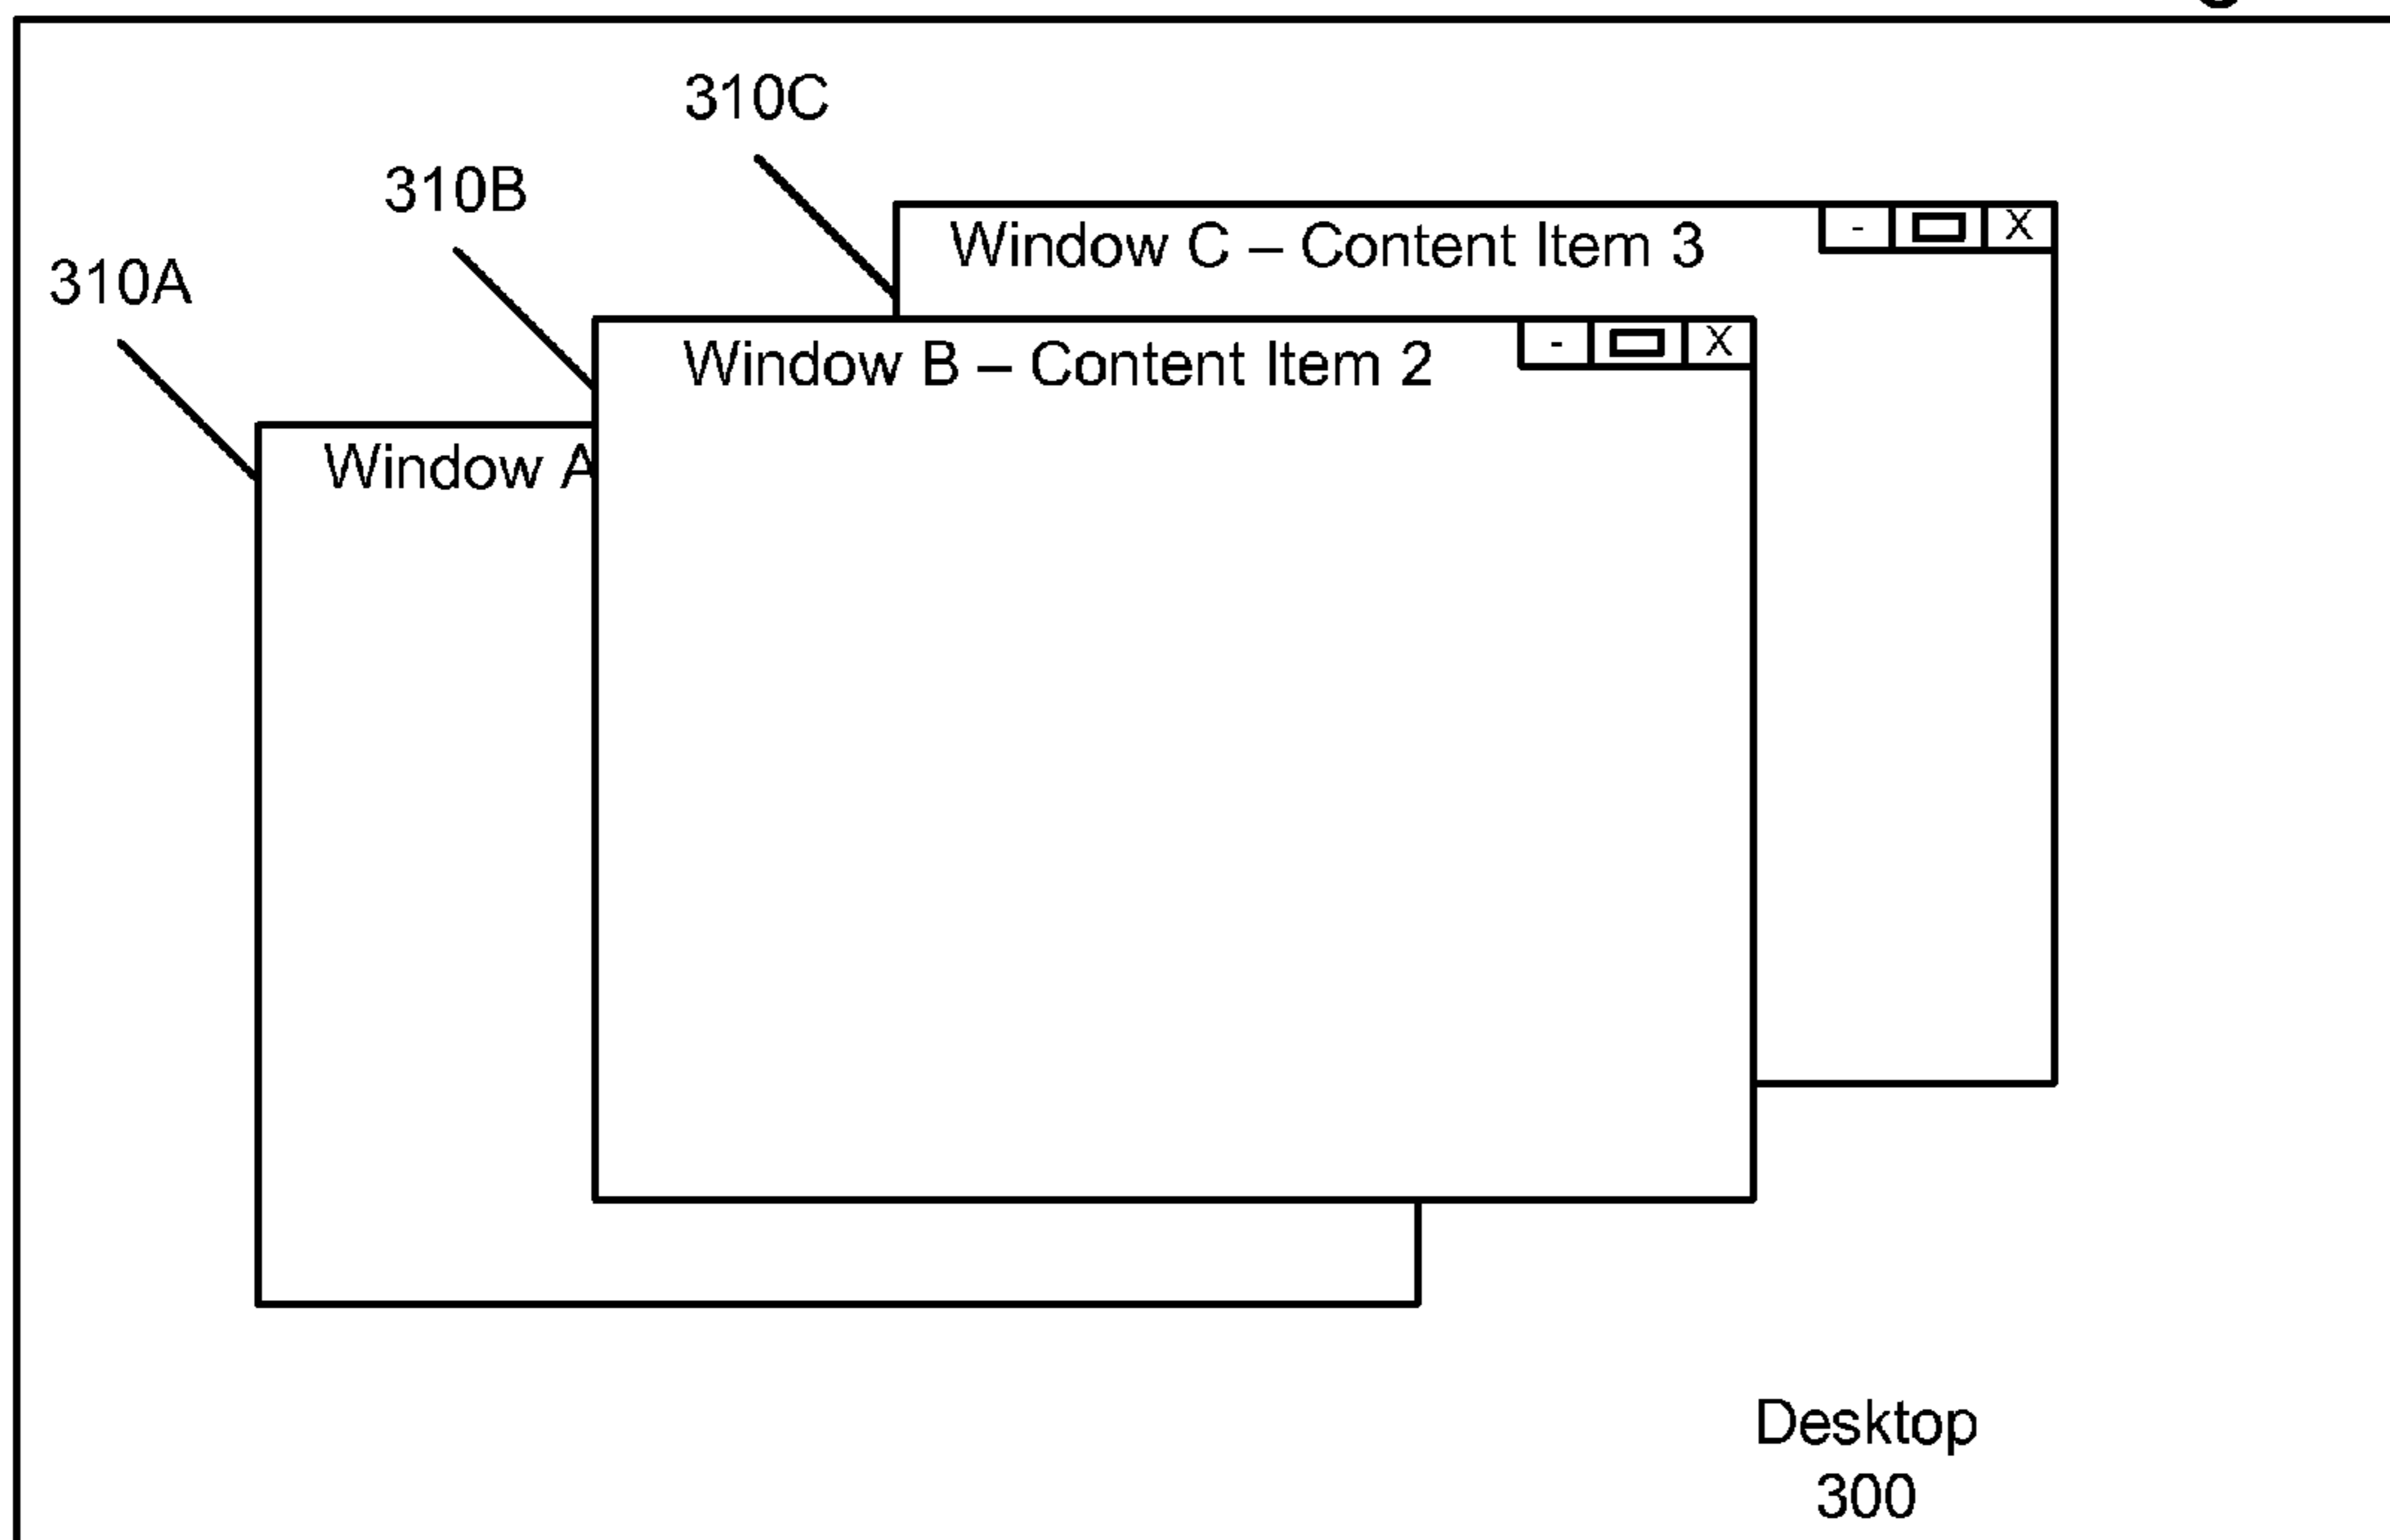 310C
310B
310A
Window C – Content Item 3
- X
Window B – Content Item 2
- X
Window A
Desktop
300